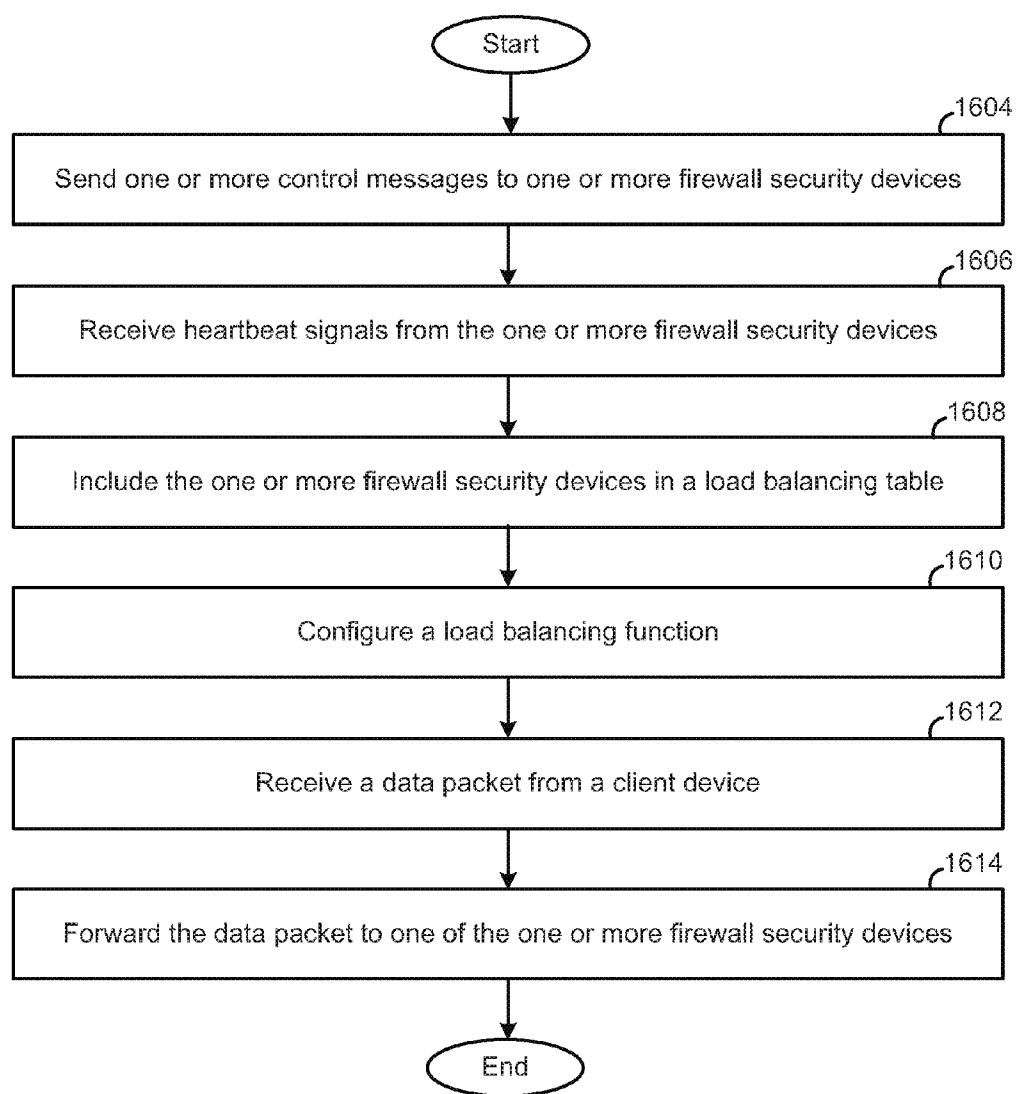 Start
1604
Send one or more control messages to one or more firewall security devices
1606
Receive heartbeat signals from the one or more firewall security devices
1608
Include the one or more firewall security devices in a load balancing table
1610
Configure a load balancing function
1612
Receive a data packet from a client device
1614
Forward the data packet to one of the one or more firewall security devices
End